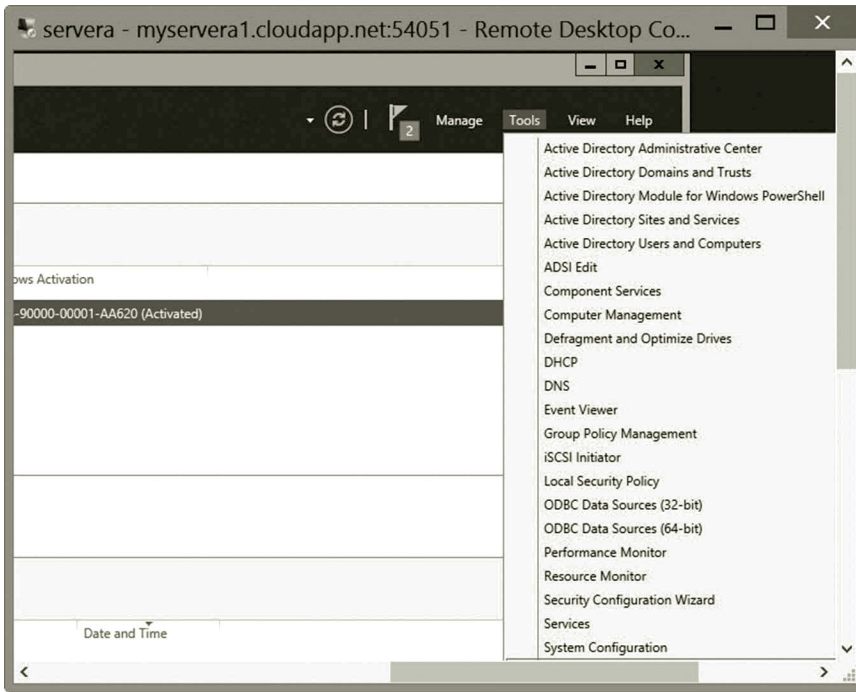 servera - myservera1.cloudapp.net:54051 - Remote Desktop Co...
2 Manage Tools View Help
Active Directory Administrative Center
Active Directory Domains and Trusts
Active Directory Module for Windows PowerShell
Active Directory Sites and Services
Active Directory Users and Computers
ows Activation
ADSI Edit
Component Services
-90000-00001-AA620 (Activated)
Computer Management
Defragment and Optimize Drives
DHCP
DNS
Event Viewer
Group Policy Management
iSCSI Initiator
Local Security Policy
ODBC Data Sources (32-bit)
ODBC Data Sources (64-bit)
Performance Monitor
Resource Monitor
Security Configuration Wizard
Services
Date and Time
System Configuration